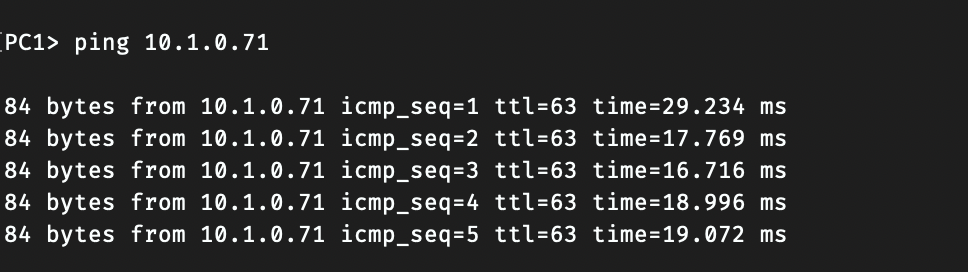 PC1> ping 10.1.0.71
84 bytes from 10.1.0.71 icmp_seq=1 ttl=63 time=29.234 ms
84 bytes from 10.1.0.71 icmp_seq=2 ttl=63 time=17.769 ms
84 bytes from 10.1.0.71 icmp_seq=3 ttl=63 time=16.716 ms
84 bytes from 10.1.0.71 icmp_seq=4 ttl=63 time=18.996 ms
84 bytes from 10.1.0.71 icmp_seq=5 ttl=63 time=19.072 ms